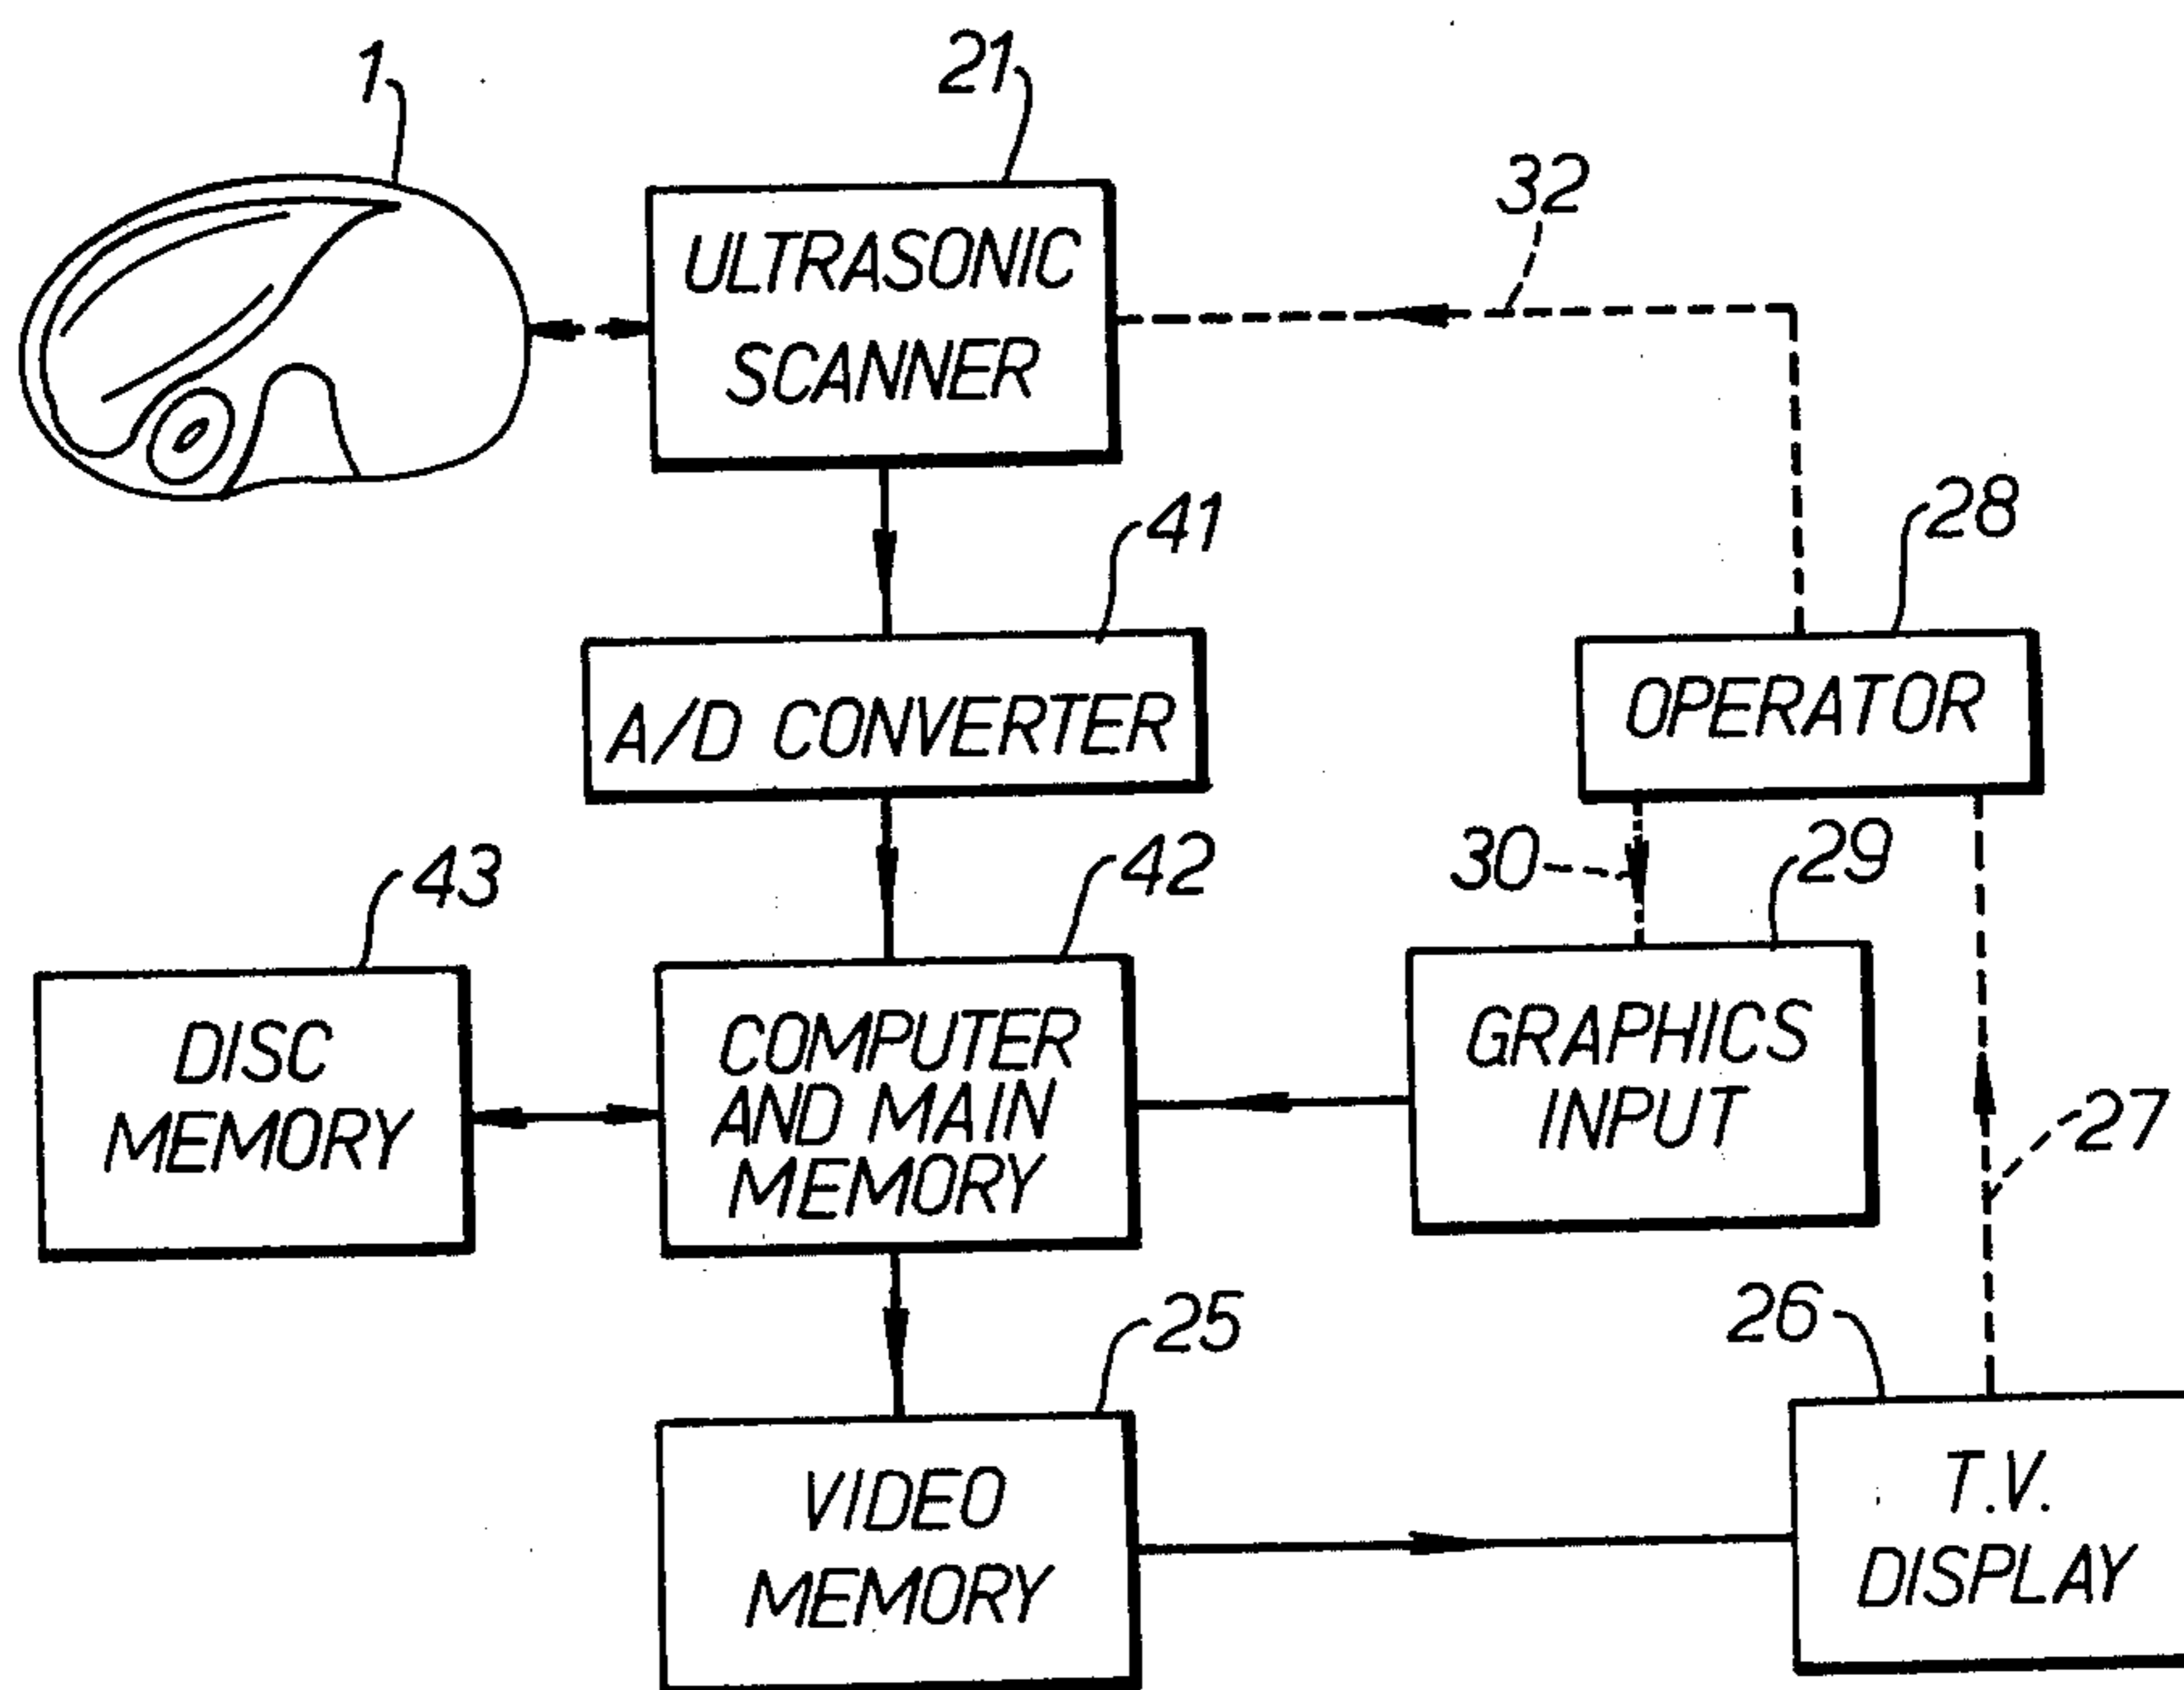 1
21
ULTRASONIC
SCANNER
32
41
A/D CONVERTER
28
OPERATOR
30
29
43
DISC
MEMORY
42
COMPUTER
AND MAIN
MEMORY
GRAPHICS
INPUT
27
25
VIDEO
MEMORY
26
T.V.
DISPLAY